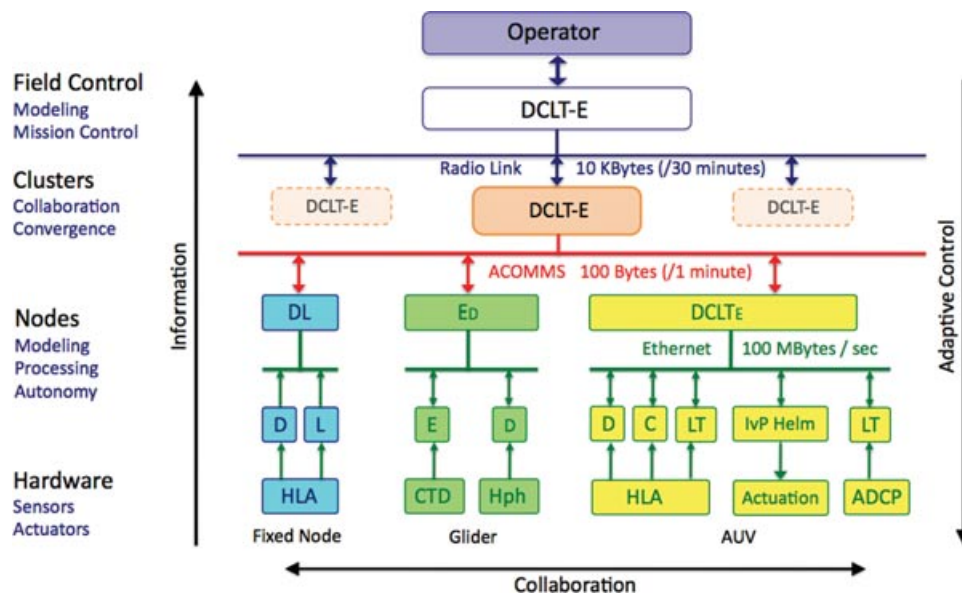 Operator
Field Control
Modeling
Mission Control
DCLT-E
Radio Link 10 KBytes (/30 minutes)
Clusters
Collaboration
Convergence
DCLT-E
DCLT-E
DCLT-E
ACOMMS 100 Bytes (/1 minute)
Information
Adaptive Control
Nodes
Modeling
Processing
Autonomy
DL
ED
DCLTE
Ethernet 100 MBytes / sec
D L E D D C LT IvP Helm LT
Hardware
Sensors
Actuators
HLA CTD Hph HLA Actuation ADCP
Fixed Node Glider AUV
Collaboration